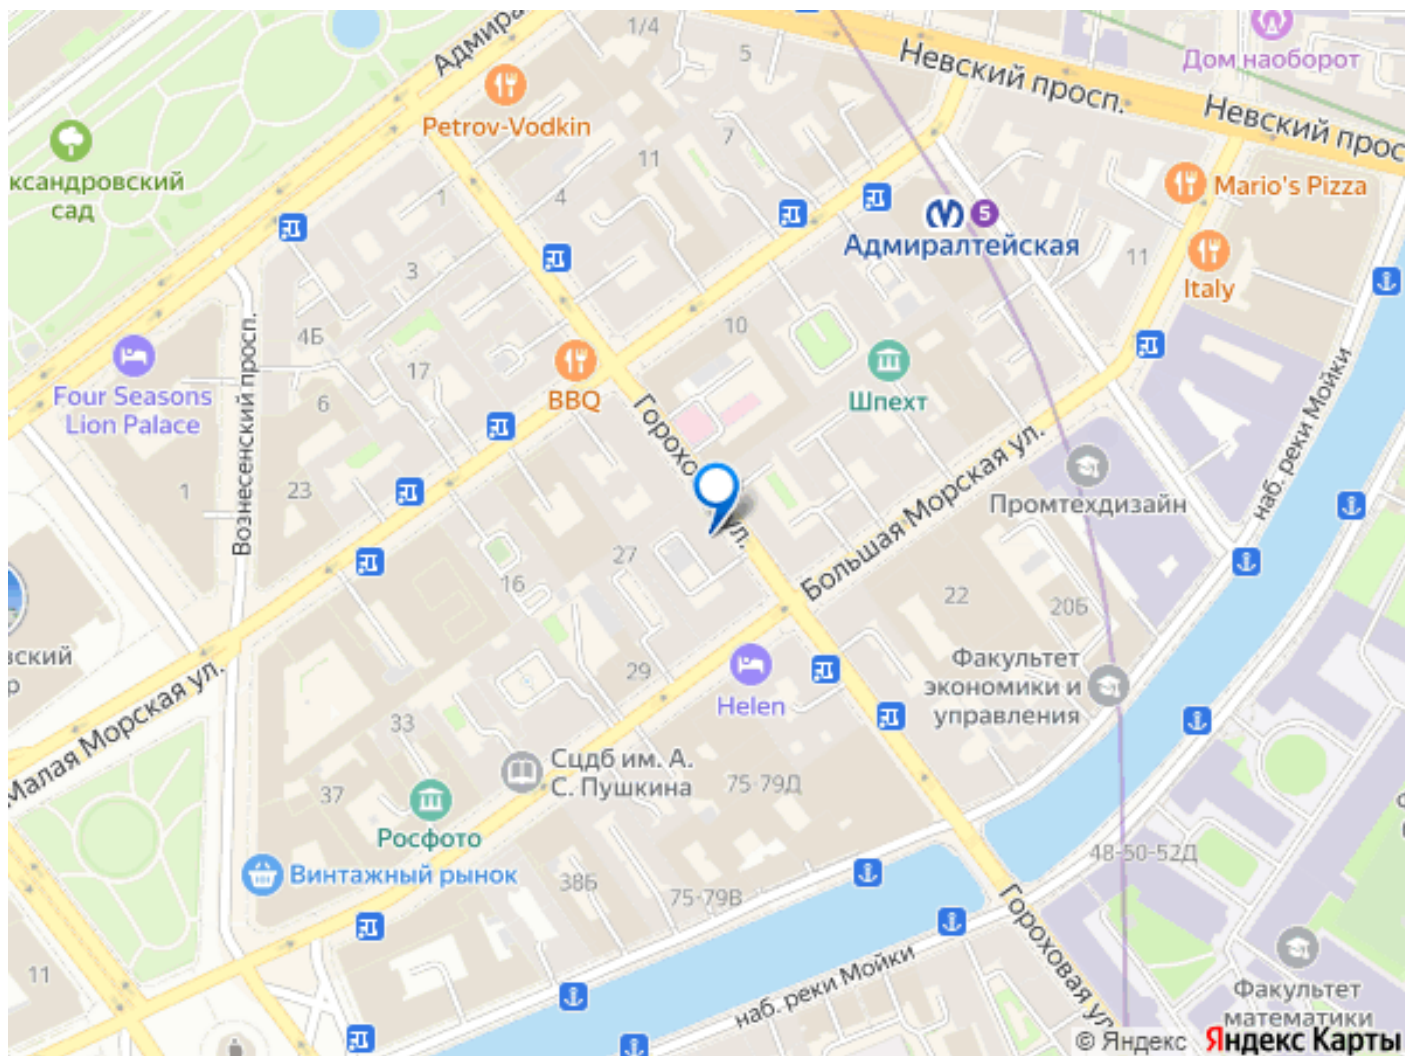 1/4
Адмира
5
Невский просп.
Дом наоборот
Невский прос
Petrov-Vodkin
7
11
Mario's Pizza
ксандровский
сад
1
4
5
Адмиралтейская
11
3
Italy
4Б
10
Вознесенский просп.
17
Four Seasons
Lion Palace
BBQ
Шпехт
6
Горохо
ул.
наб. реки Мойки
1
23
Большая Морская ул.
Промтехдизайн
27
16
22
20Б
вский
р
29
Helen
Факультет
экономики и
управления
Малая Морская ул.
33
Сцдб им. А.
С. Пушкина
75-79Д
37
Росфото
Винтажный рынок
38Б
75-79В
48-50-52Д
Гороховая ул.
11
наб. реки Мойки
Факультет
математики
© Яндекс Яндекс Карты